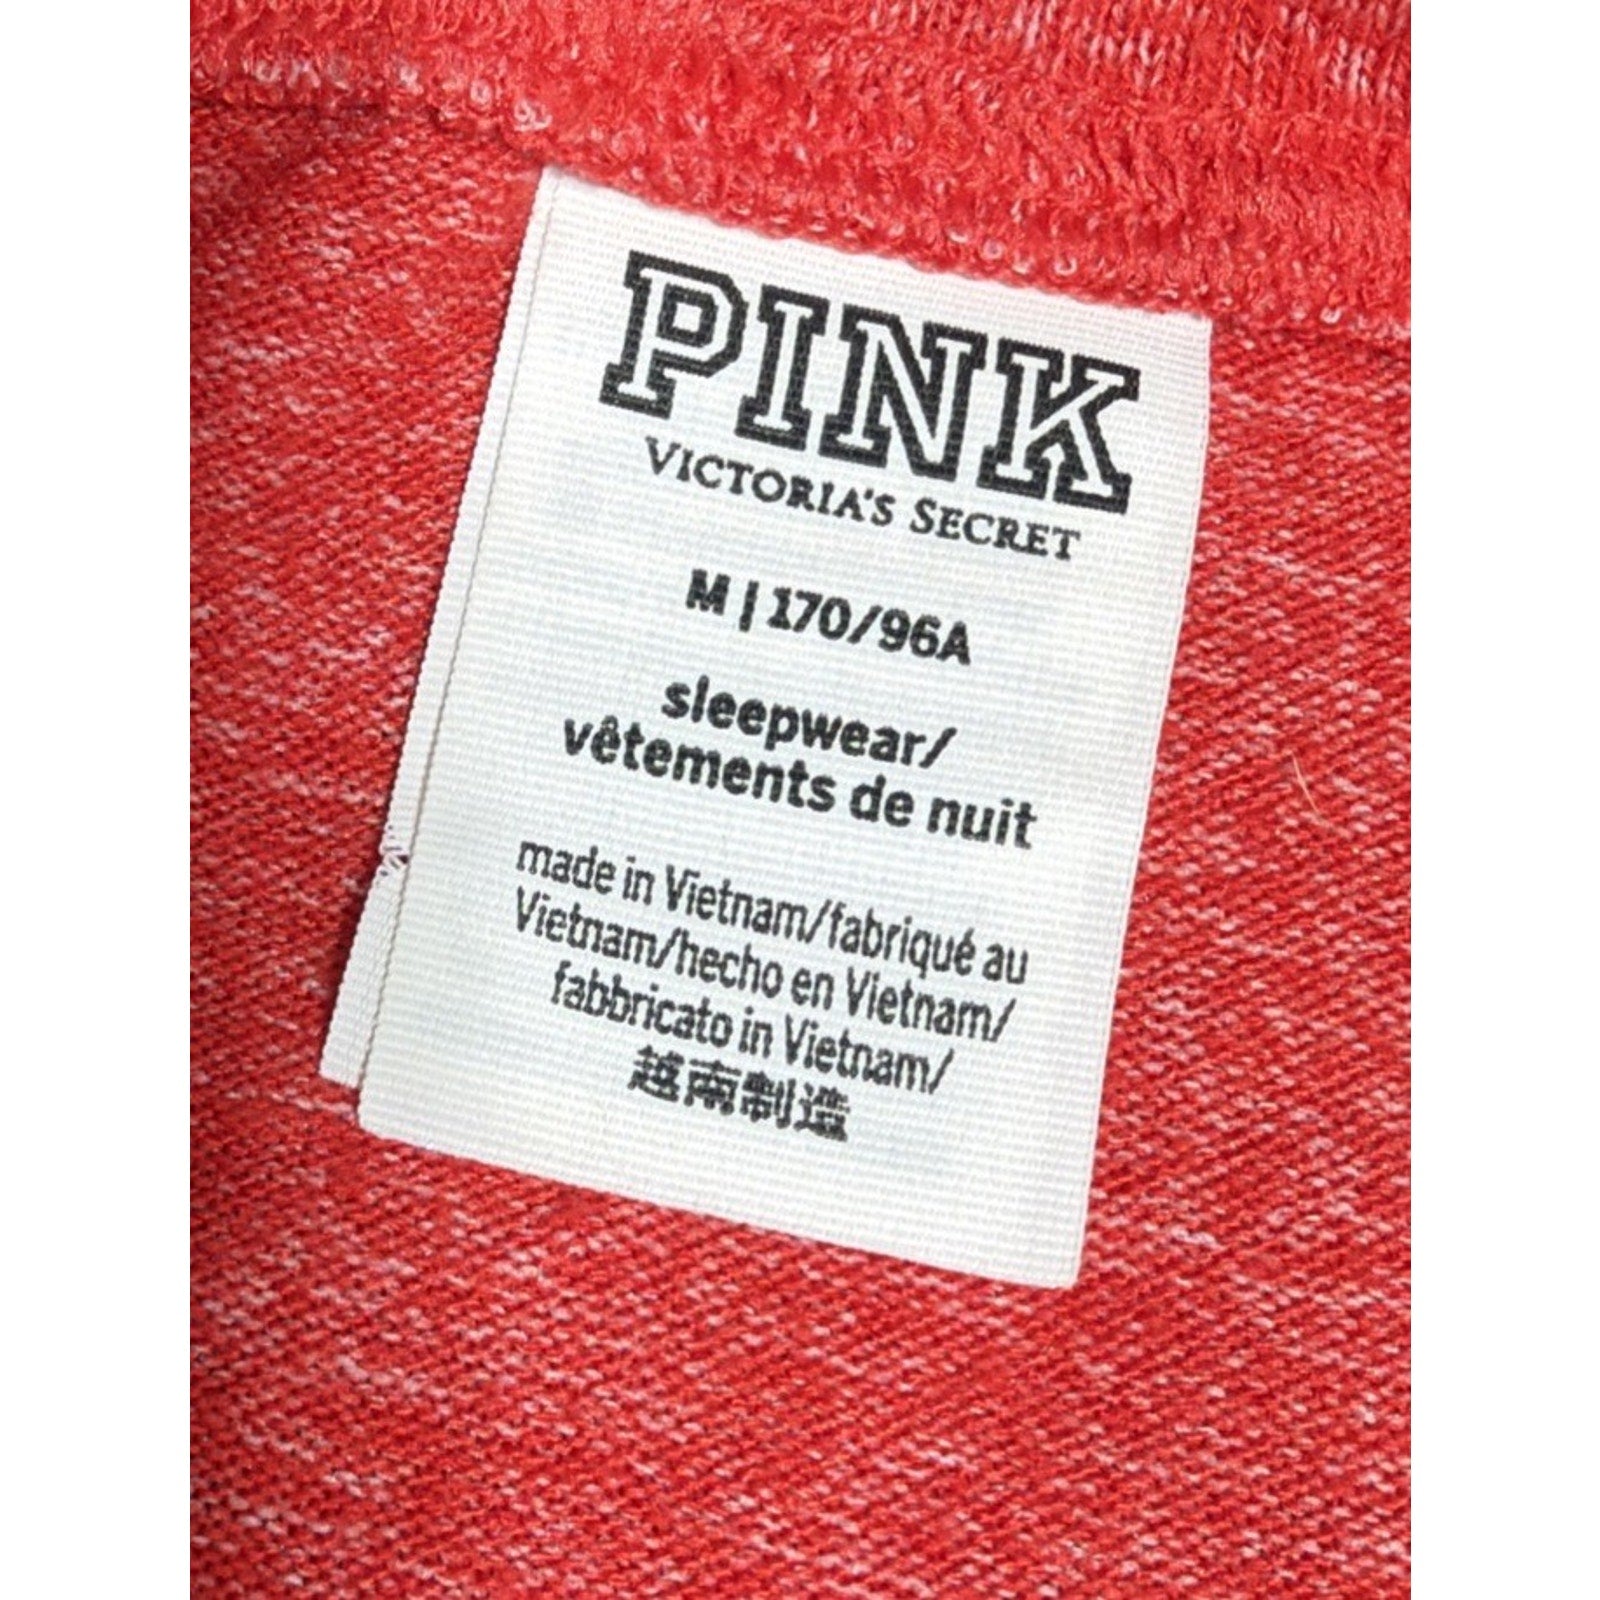 PINK
VICTORIA'S SECRET
M | 170/96A
sleepwear/
vêtements de nuit
made in Vietnam/fabriqué au
Vietnam/hecho en Vietnam/
fabbricato in Vietnam/
越南制造